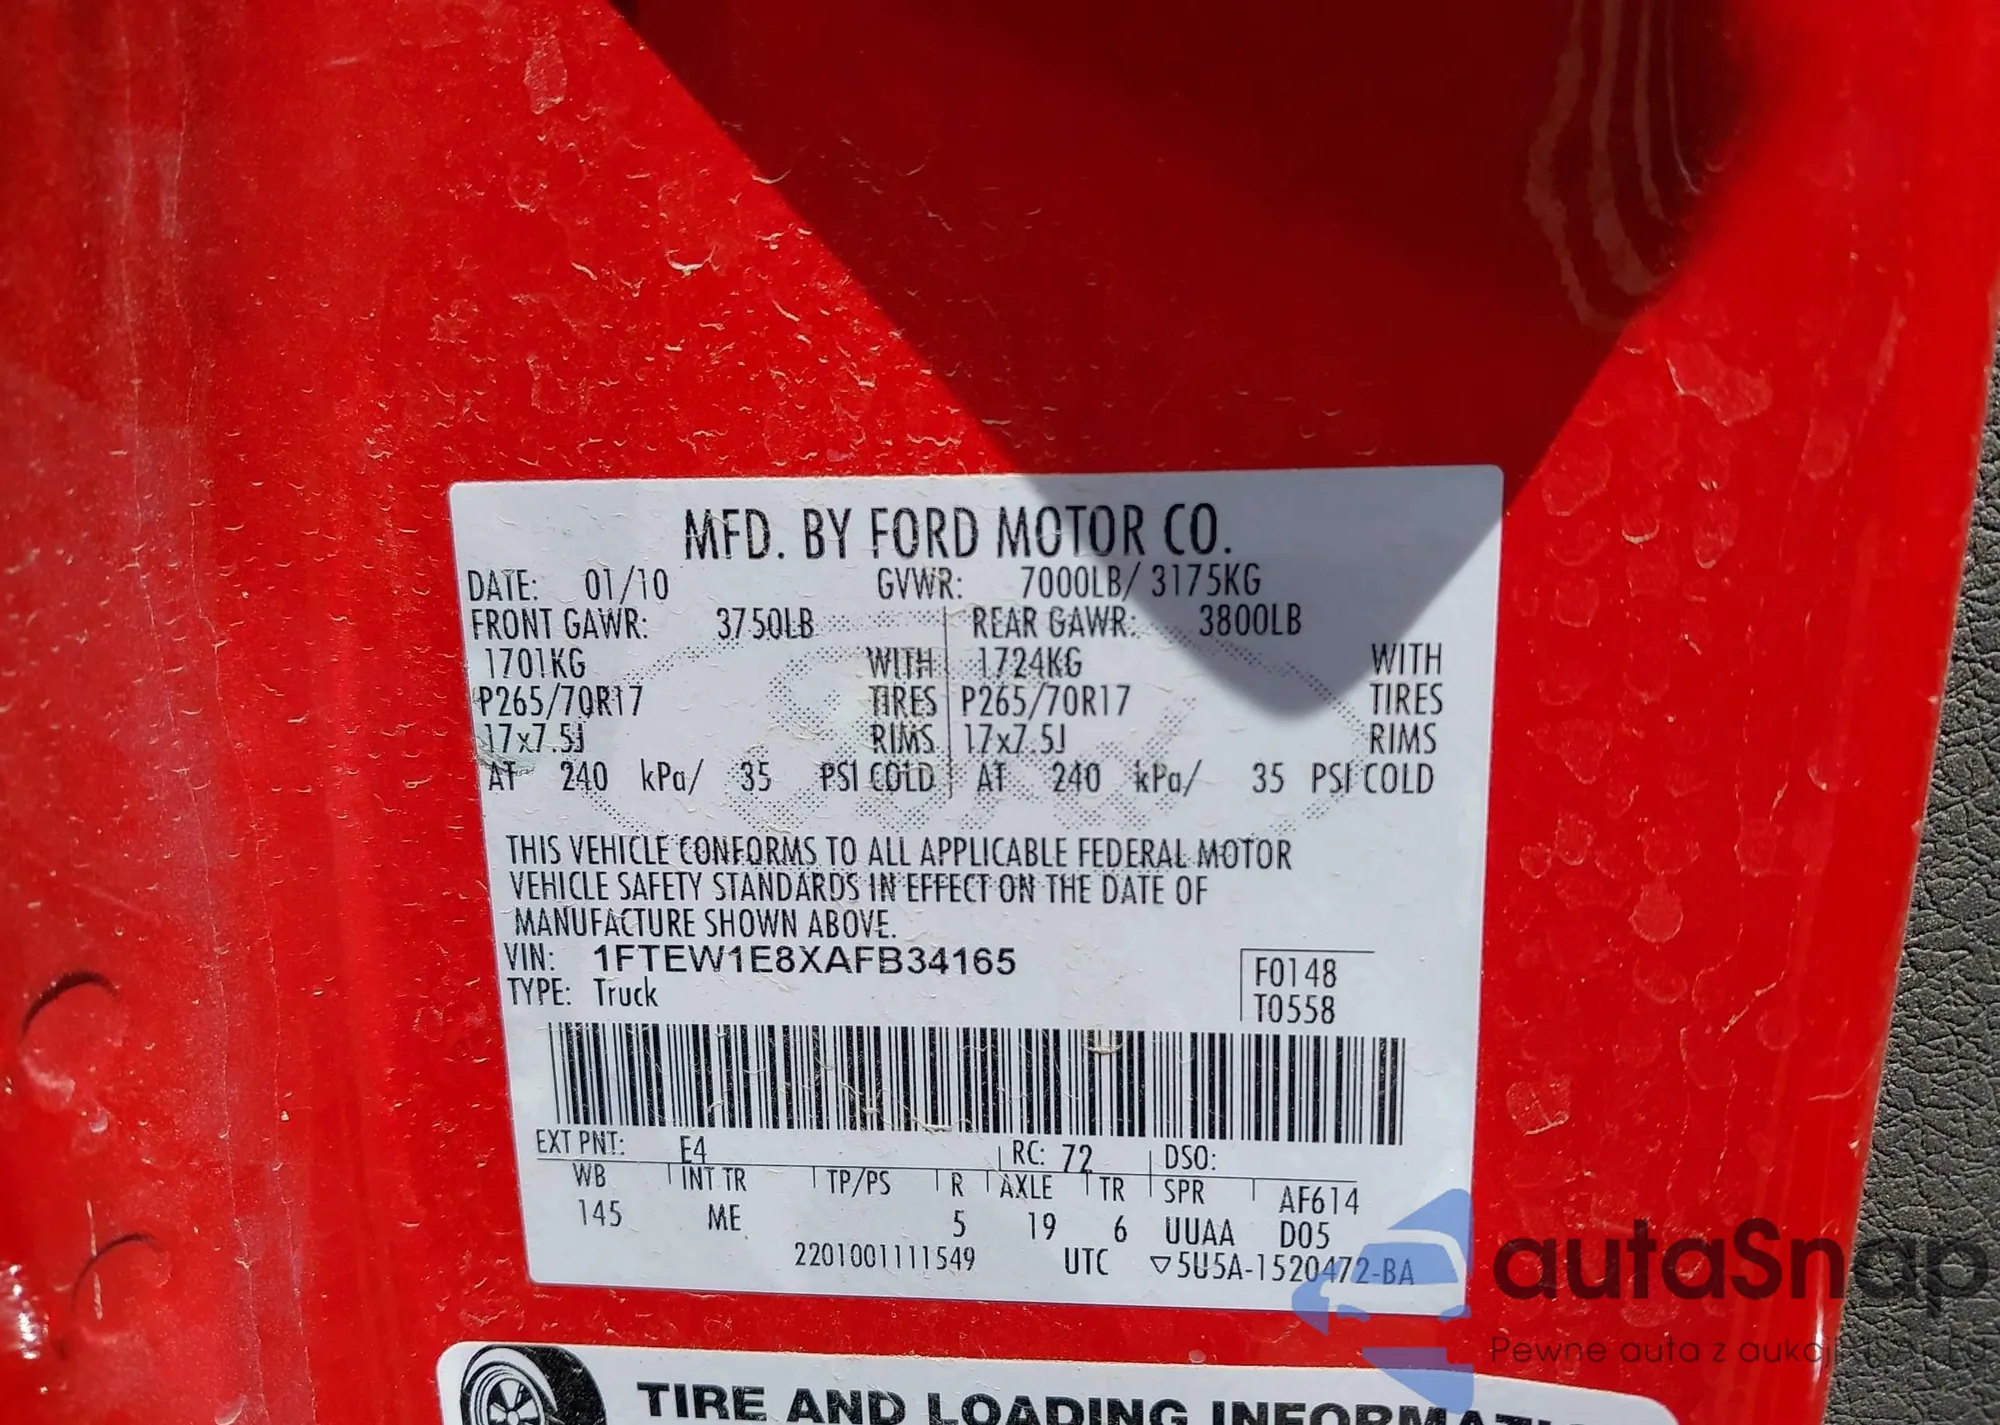 MFD. BY FORD MOTOR CO.
DATE: 01/10 GVWR: 7000LB/ 3175KG
FRONT GAWR: 3750LB REAR GAWR: 3800LB
1701KG WITH 1724KG WITH
P265/70R17 TIRES P265/70R17 TIRES
17x7.5J RIMS 17x7.5J RIMS
AT 240 kPa/ 35 PSI COLD AT 240 kPa/ 35 PSI COLD
THIS VEHICLE CONFORMS TO ALL APPLICABLE FEDERAL MOTOR
VEHICLE SAFETY STANDARDS IN EFFECT ON THE DATE OF
MANUFACTURE SHOWN ABOVE.
VIN: 1FTEW1E8XAFB34165
TYPE: Truck
F0148
T0558
EXT PNT: E4 RC: 72 DSO:
WB INT TR TP/PS R AXLE TR SPR AF614
145 ME 5 19 6 UUAA D05
2201001111549 UTC ▽5U5A-1520472-BA
autaSnap
Pewne auta z aukcji
TIRE AND LOADING